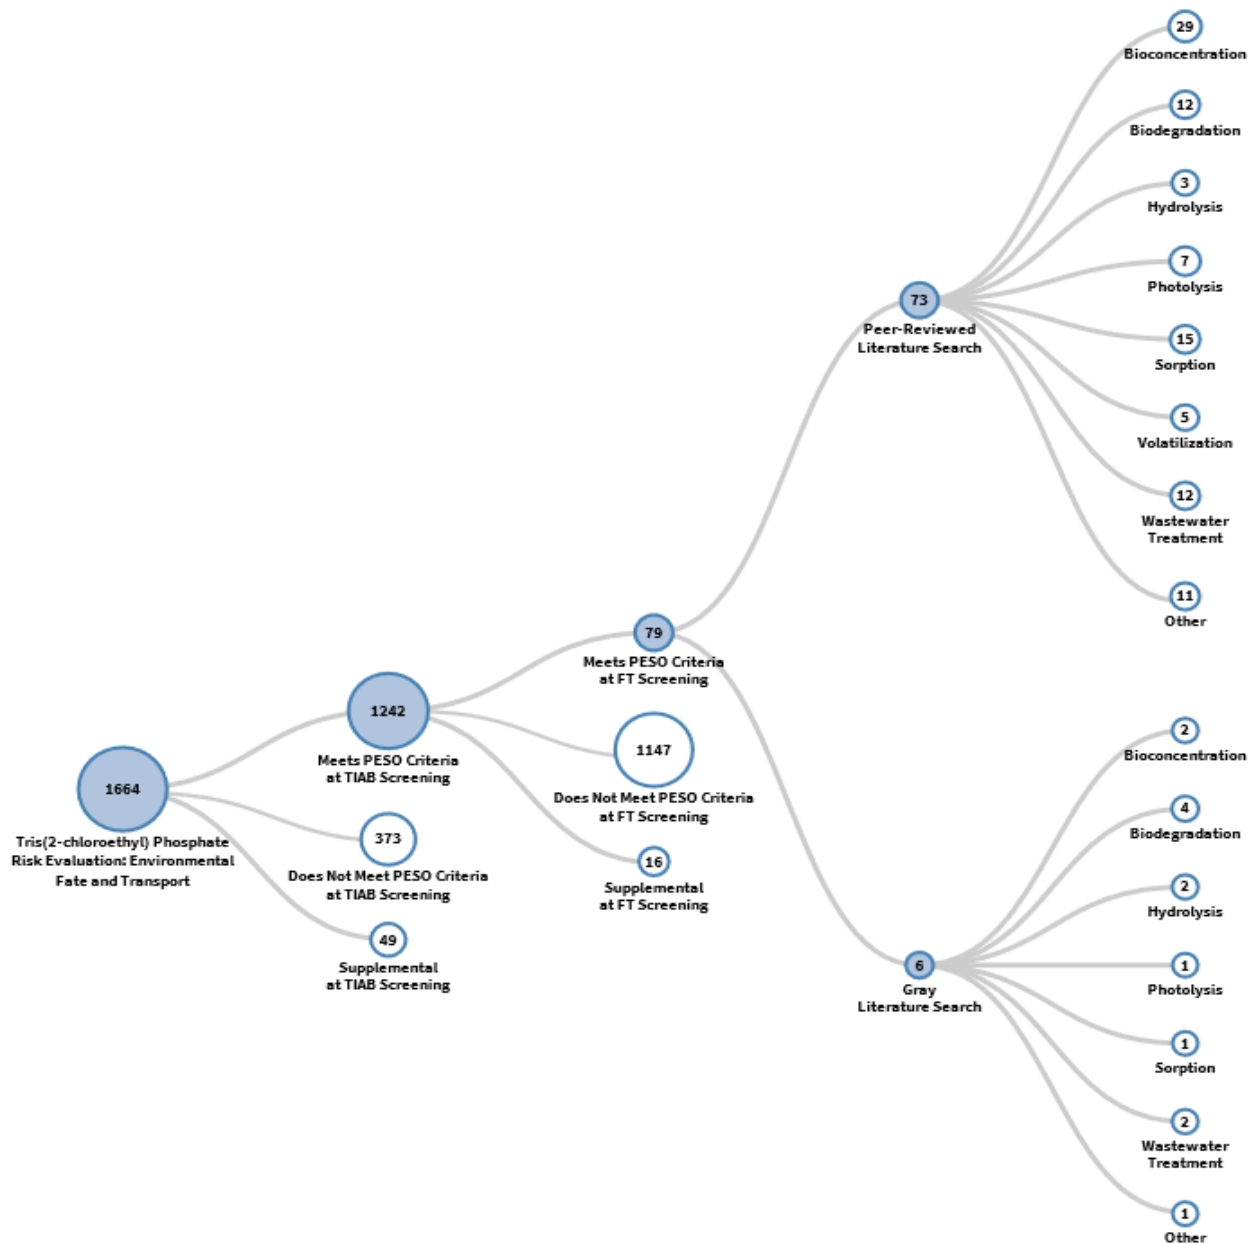 1664
Tris(2-chloroethyl) Phosphate
Risk Evaluation: Environmental
Fate and Transport
1242
Meets PESO Criteria
at TIAB Screening
373
Does Not Meet PESO Criteria
at TIAB Screening
49
Supplemental
at TIAB Screening
79
Meets PESO Criteria
at FT Screening
1147
Does Not Meet PESO Criteria
at FT Screening
16
Supplemental
at FT Screening
73
Peer-Reviewed
Literature Search
29
Bioconcentration
12
Biodegradation
3
Hydrolysis
7
Photolysis
15
Sorption
5
Volatilization
12
Wastewater
Treatment
11
Other
6
Gray
Literature Search
2
Bioconcentration
4
Biodegradation
2
Hydrolysis
1
Photolysis
1
Sorption
2
Wastewater
Treatment
1
Other